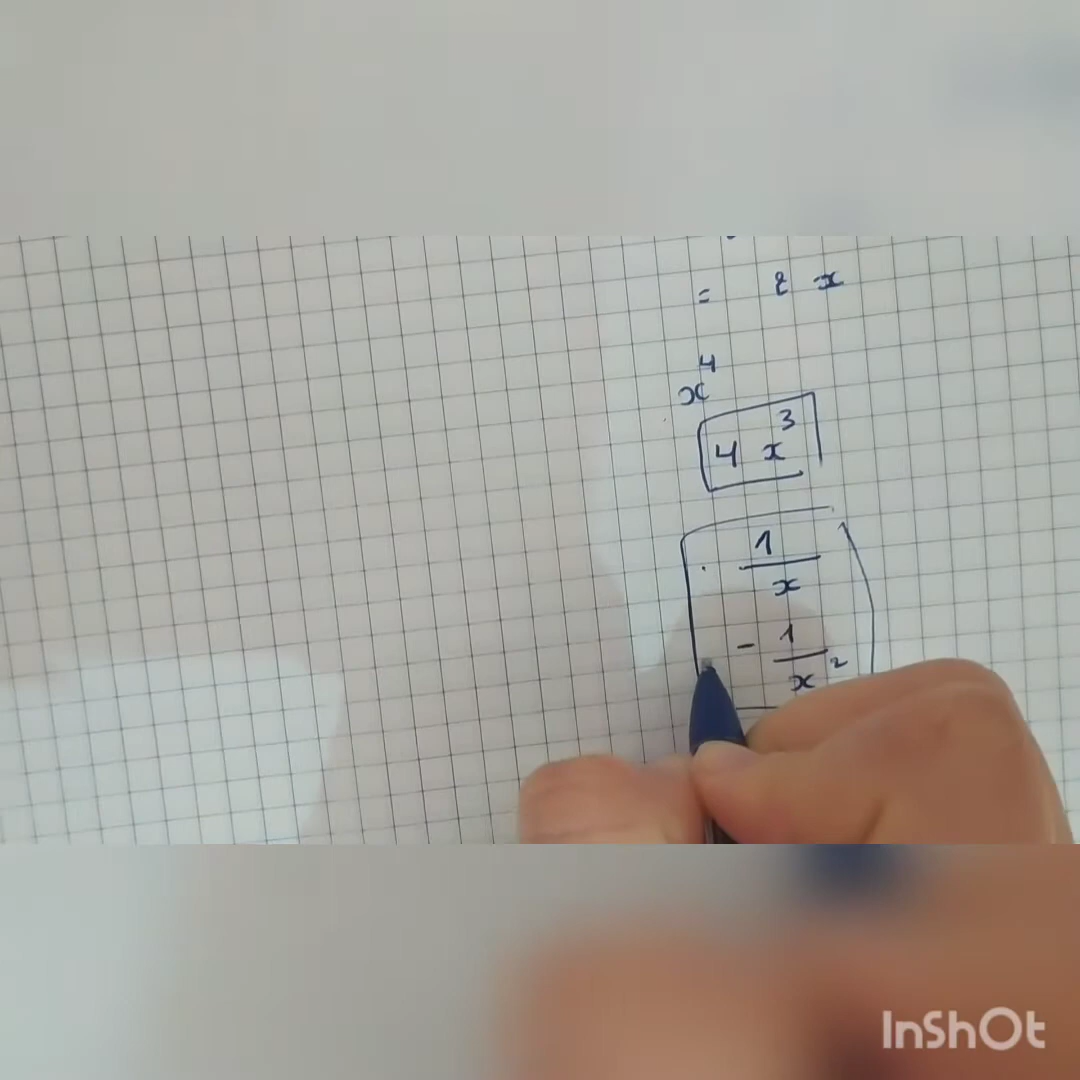 = 2 x
x⁴
4 x³
1
x
- 1
x²
InShOt